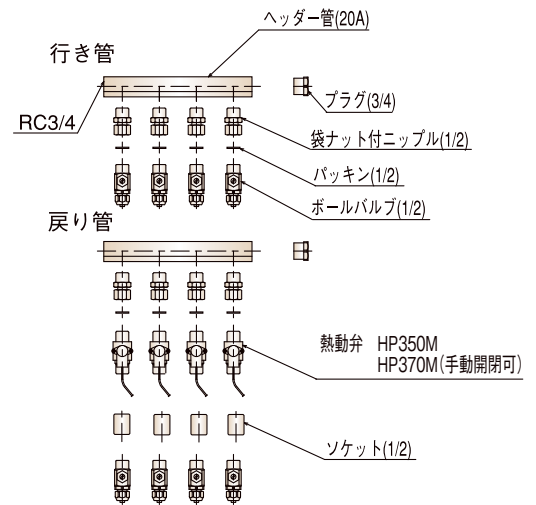 ヘッダー管(20A)
行き管
RC3/4
プラグ(3/4)
袋ナット付ニップル(1/2)
パッキン(1/2)
ボールバルブ(1/2)
戻り管
熱動弁 HP350M
HP370M(手動開閉可)
ソケット(1/2)